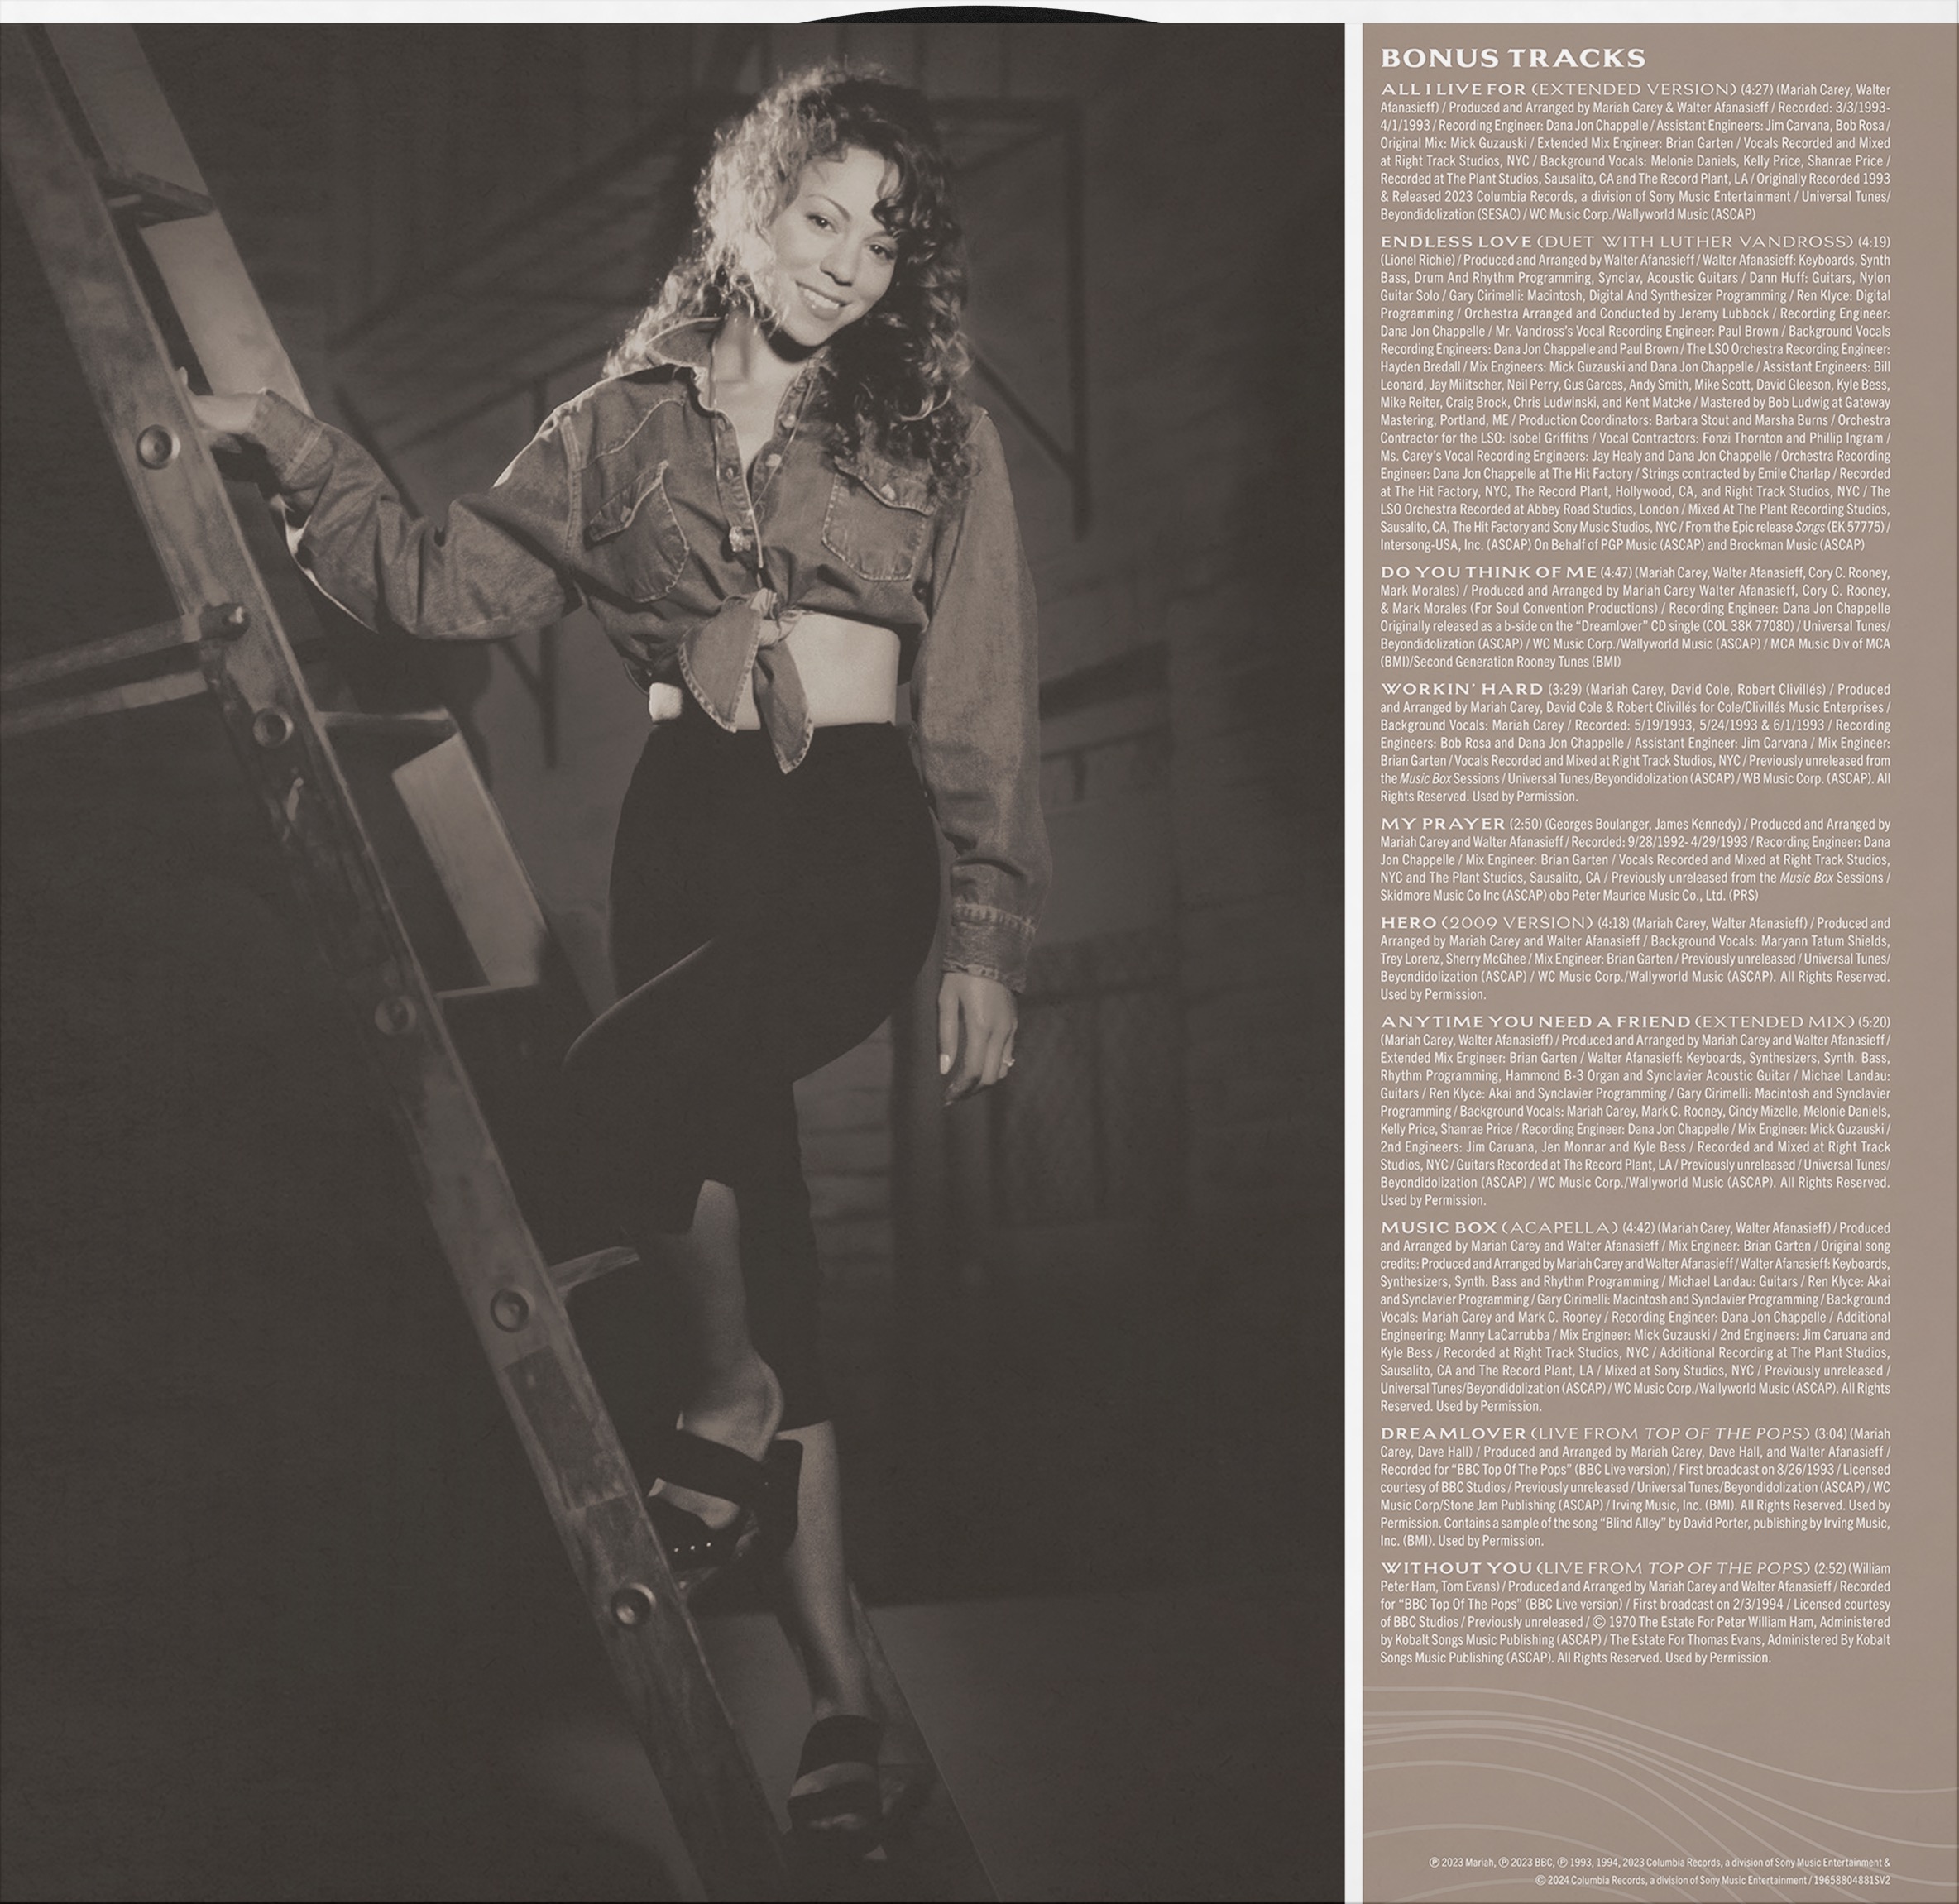 BONUS TRACKS
ALL I LIVE FOR (EXTENDED VERSION) (4:27) (Mariah Carey, Walter
Afanasieff) / Produced and Arranged by Mariah Carey & Walter Afanasieff / Recorded: 3/3/1993-
4/1/1993 / Recording Engineer: Dana Jon Chappelle / Assistant Engineers: Jim Carvana, Bob Rosa /
Original Mix: Mick Guzauski / Extended Mix Engineer: Brian Garten / Vocals Recorded and Mixed
at Right Track Studios, NYC / Background Vocals: Melonie Daniels, Kelly Price, Shanrae Price /
Recorded at The Plant Studios, Sausalito, CA and The Record Plant, LA / Originally Recorded 1993
& Released 2023 Columbia Records, a division of Sony Music Entertainment / Universal Tunes/
Beyondidolization (SESAC) / WC Music Corp./Wallyworld Music (ASCAP)
ENDLESS LOVE (DUET WITH LUTHER VANDROSS) (4:19)
(Lionel Richie) / Produced and Arranged by Walter Afanasieff / Walter Afanasieff: Keyboards, Synth
Bass, Drum And Rhythm Programming, Synclav, Acoustic Guitars / Dann Huff: Guitars, Nylon
Guitar Solo / Gary Cirimelli: Macintosh, Digital And Synthesizer Programming / Ren Klyce: Digital
Programming / Orchestra Arranged and Conducted by Jeremy Lubbock / Recording Engineer:
Dana Jon Chappelle / Mr. Vandross's Vocal Recording Engineer: Paul Brown / Background Vocals
Recording Engineers: Dana Jon Chappelle and Paul Brown / The LSO Orchestra Recording Engineer:
Hayden Bredall / Mix Engineers: Mick Guzauski and Dana Jon Chappelle / Assistant Engineers: Bill
Leonard, Jay Militscher, Neil Perry, Gus Garces, Andy Smith, Mike Scott, David Gleeson, Kyle Bess,
Mike Reiter, Craig Brock, Chris Ludwinski, and Kent Matcke / Mastered by Bob Ludwig at Gateway
Mastering, Portland, ME / Production Coordinators: Barbara Stout and Marsha Burns / Orchestra
Contractor for the LSO: Isobel Griffiths / Vocal Contractors: Fonzi Thornton and Phillip Ingram /
Ms. Carey's Vocal Recording Engineers: Jay Healy and Dana Jon Chappelle / Orchestra Recording
Engineer: Dana Jon Chappelle at The Hit Factory / Strings contracted by Emile Charlap / Recorded
at The Hit Factory, NYC, The Record Plant, Hollywood, CA, and Right Track Studios, NYC / The
LSO Orchestra Recorded at Abbey Road Studios, London / Mixed At The Plant Recording Studios,
Sausalito, CA, The Hit Factory and Sony Music Studios, NYC / From the Epic release Songs (EK 57775) /
Intersong-USA, Inc. (ASCAP) On Behalf of PGP Music (ASCAP) and Brockman Music (ASCAP)
DO YOU THINK OF ME (4:47) (Mariah Carey, Walter Afanasieff, Cory C. Rooney,
Mark Morales) / Produced and Arranged by Mariah Carey Walter Afanasieff, Cory C. Rooney,
& Mark Morales (For Soul Convention Productions) / Recording Engineer: Dana Jon Chappelle
Originally released as a b-side on the “Dreamlover” CD single (COL 38K 77080) / Universal Tunes/
Beyondidolization (ASCAP) / WC Music Corp./Wallyworld Music (ASCAP) / MCA Music Div of MCA
(BMI)/Second Generation Rooney Tunes (BMI)
WORKIN' HARD (3:29) (Mariah Carey, David Cole, Robert Clivillés) / Produced
and Arranged by Mariah Carey, David Cole & Robert Clivillés for Cole/Clivillés Music Enterprises /
Background Vocals: Mariah Carey / Recorded: 5/19/1993, 5/24/1993 & 6/1/1993 / Recording
Engineers: Bob Rosa and Dana Jon Chappelle / Assistant Engineer: Jim Carvana / Mix Engineer:
Brian Garten / Vocals Recorded and Mixed at Right Track Studios, NYC / Previously unreleased from
the Music Box Sessions / Universal Tunes/Beyondidolization (ASCAP) / WB Music Corp. (ASCAP). All
Rights Reserved. Used by Permission.
MY PRAYER (2:50) (Georges Boulanger, James Kennedy) / Produced and Arranged by
Mariah Carey and Walter Afanasieff / Recorded: 9/28/1992- 4/29/1993 / Recording Engineer: Dana
Jon Chappelle / Mix Engineer: Brian Garten / Vocals Recorded and Mixed at Right Track Studios,
NYC and The Plant Studios, Sausalito, CA / Previously unreleased from the Music Box Sessions /
Skidmore Music Co Inc (ASCAP) obo Peter Maurice Music Co., Ltd. (PRS)
HERO (2009 VERSION) (4:18) (Mariah Carey, Walter Afanasieff) / Produced and
Arranged by Mariah Carey and Walter Afanasieff / Background Vocals: Maryann Tatum Shields,
Trey Lorenz, Sherry McGhee / Mix Engineer: Brian Garten / Previously unreleased / Universal Tunes/
Beyondidolization (ASCAP) / WC Music Corp./Wallyworld Music (ASCAP). All Rights Reserved.
Used by Permission.
ANYTIME YOU NEED A FRIEND (EXTENDED MIX) (5:20)
(Mariah Carey, Walter Afanasieff) / Produced and Arranged by Mariah Carey and Walter Afanasieff /
Extended Mix Engineer: Brian Garten / Walter Afanasieff: Keyboards, Synthesizers, Synth. Bass,
Rhythm Programming, Hammond B-3 Organ and Synclavier Acoustic Guitar / Michael Landau:
Guitars / Ren Klyce: Akai and Synclavier Programming / Gary Cirimelli: Macintosh and Synclavier
Programming / Background Vocals: Mariah Carey, Mark C. Rooney, Cindy Mizelle, Melonie Daniels,
Kelly Price, Shanrae Price / Recording Engineer: Dana Jon Chappelle / Mix Engineer: Mick Guzauski /
2nd Engineers: Jim Caruana, Jen Monnar and Kyle Bess / Recorded and Mixed at Right Track
Studios, NYC / Guitars Recorded at The Record Plant, LA / Previously unreleased / Universal Tunes/
Beyondidolization (ASCAP) / WC Music Corp./Wallyworld Music (ASCAP). All Rights Reserved.
Used by Permission.
MUSIC BOX (ACAPELLA) (4:42) (Mariah Carey, Walter Afanasieff) / Produced
and Arranged by Mariah Carey and Walter Afanasieff / Mix Engineer: Brian Garten / Original song
credits: Produced and Arranged by Mariah Carey and Walter Afanasieff / Walter Afanasieff: Keyboards,
Synthesizers, Synth. Bass and Rhythm Programming / Michael Landau: Guitars / Ren Klyce: Akai
and Synclavier Programming / Gary Cirimelli: Macintosh and Synclavier Programming / Background
Vocals: Mariah Carey and Mark C. Rooney / Recording Engineer: Dana Jon Chappelle / Additional
Engineering: Manny LaCarrubba / Mix Engineer: Mick Guzauski / 2nd Engineers: Jim Caruana and
Kyle Bess / Recorded at Right Track Studios, NYC / Additional Recording at The Plant Studios,
Sausalito, CA and The Record Plant, LA / Mixed at Sony Studios, NYC / Previously unreleased /
Universal Tunes/Beyondidolization (ASCAP) / WC Music Corp./Wallyworld Music (ASCAP). All Rights
Reserved. Used by Permission.
DREAMLOVER (LIVE FROM TOP OF THE POPS) (3:04) (Mariah
Carey, Dave Hall) / Produced and Arranged by Mariah Carey, Dave Hall, and Walter Afanasieff /
Recorded for “BBC Top Of The Pops” (BBC Live version) / First broadcast on 8/26/1993 / Licensed
courtesy of BBC Studios / Previously unreleased / Universal Tunes/Beyondidolization (ASCAP) / WC
Music Corp/Stone Jam Publishing (ASCAP) / Irving Music, Inc. (BMI). All Rights Reserved. Used by
Permission. Contains a sample of the song “Blind Alley” by David Porter, publishing by Irving Music,
Inc. (BMI). Used by Permission.
WITHOUT YOU (LIVE FROM TOP OF THE POPS) (2:52) (William
Peter Ham, Tom Evans) / Produced and Arranged by Mariah Carey and Walter Afanasieff / Recorded
for “BBC Top Of The Pops” (BBC Live version) / First broadcast on 2/3/1994 / Licensed courtesy
of BBC Studios / Previously unreleased / © 1970 The Estate For Peter William Ham, Administered
by Kobalt Songs Music Publishing (ASCAP) / The Estate For Thomas Evans, Administered By Kobalt
Songs Music Publishing (ASCAP). All Rights Reserved. Used by Permission.
℗ 2023 Mariah, ℗ 2023 BBC, ℗ 1993, 1994, 2023 Columbia Records, a division of Sony Music Entertainment &
© 2024 Columbia Records, a division of Sony Music Entertainment / 19658804881SV2